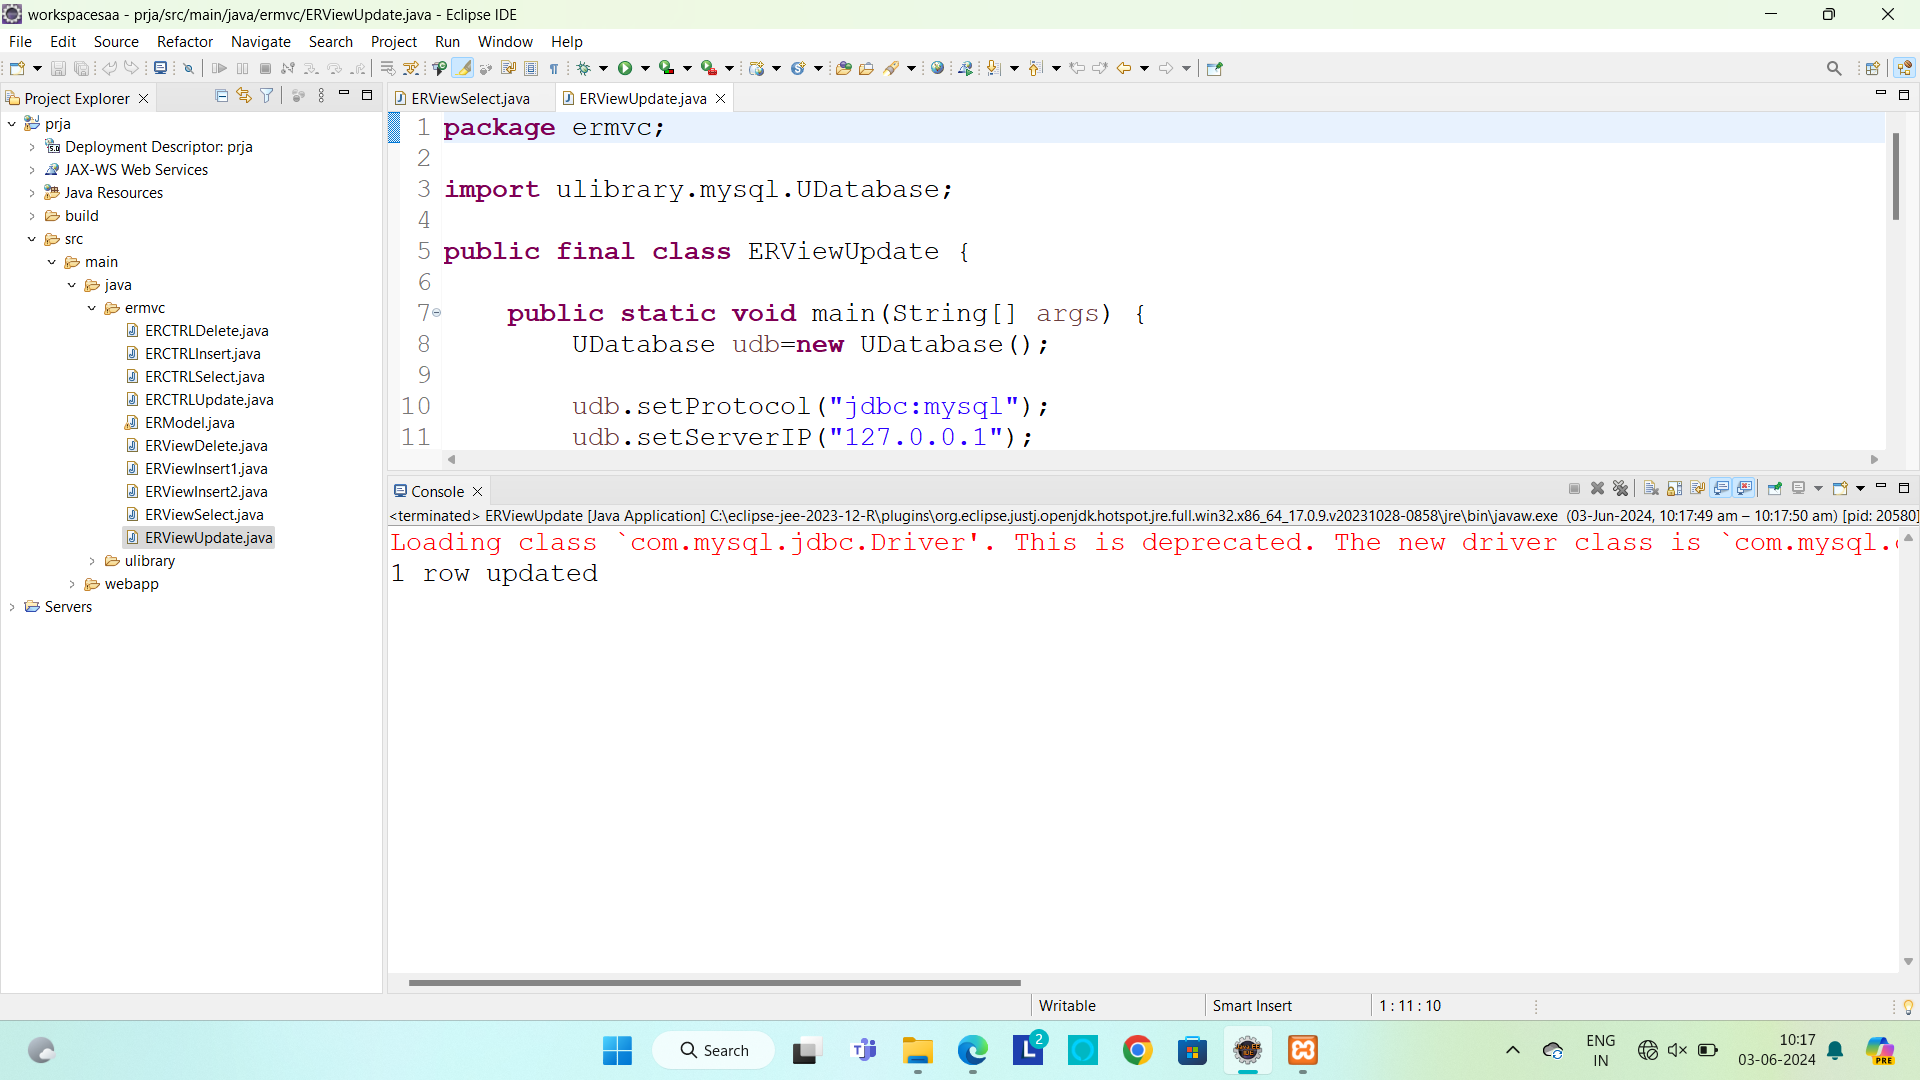 workspacesaa - prja/src/main/java/ermvc/ERViewUpdate.java - Eclipse IDE
File Edit Source Refactor Navigate Search Project Run Window Help
Project Explorer
prja
Deployment Descriptor: prja
JAX-WS Web Services
Java Resources
build
src
main
java
ermvc
ERCTRLDelete.java
ERCTRLInsert.java
ERCTRLSelect.java
ERCTRLUpdate.java
ERModel.java
ERViewDelete.java
ERViewInsert1.java
ERViewInsert2.java
ERViewSelect.java
ERViewUpdate.java
ulibrary
webapp
Servers
ERViewSelect.java ERViewUpdate.java
1 package ermvc;
2
3 import ulibrary.mysql.UDatabase;
4
5 public final class ERViewUpdate {
6
7 public static void main(String[] args) {
8 UDatabase udb=new UDatabase();
9
10 udb.setProtocol("jdbc:mysql");
11 udb.setServerIP("127.0.0.1");
Console
<terminated> ERViewUpdate [Java Application] C:\eclipse-jee-2023-12-R\plugins\org.eclipse.justj.openjdk.hotspot.jre.full.win32.x86_64_17.0.9.v20231028-0858\jre\bin\javaw.exe (03-Jun-2024, 10:17:49 am – 10:17:50 am) [pid: 20580]
Loading class `com.mysql.jdbc.Driver'. This is deprecated. The new driver class is `com.mysql.
1 row updated
Writable Smart Insert 1 : 11 : 10
Search
2
ENG
IN
10:17
03-06-2024
PRE